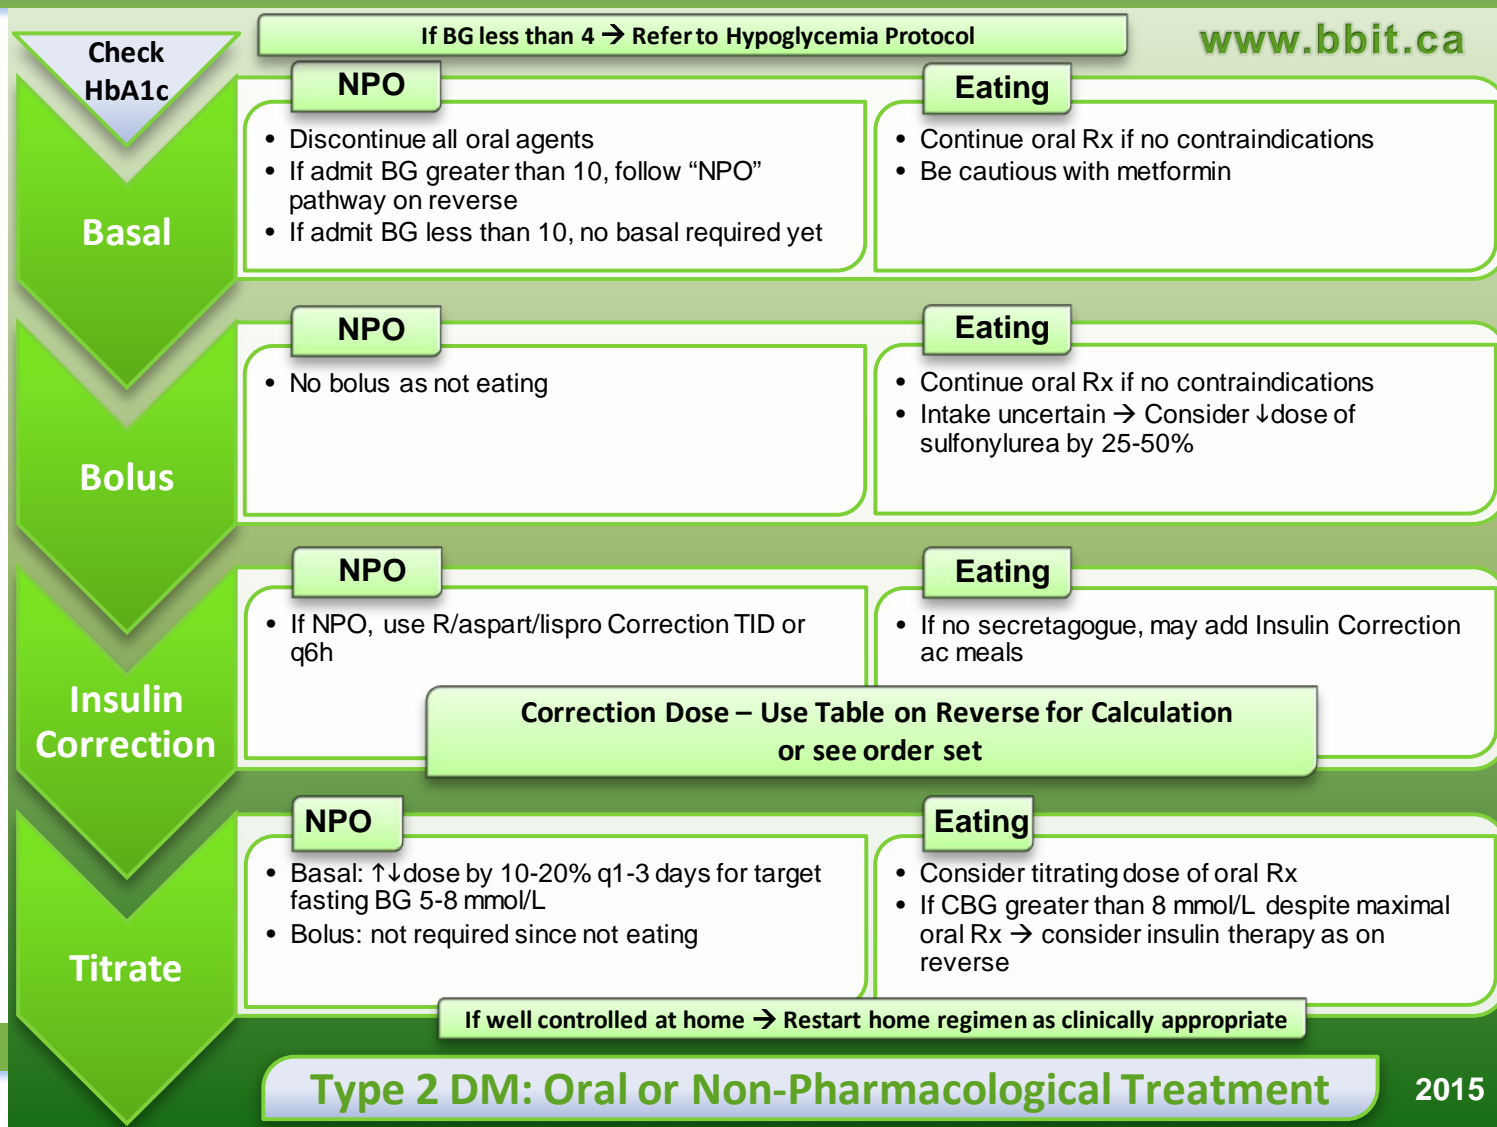 If BG less than 4 → Refer to Hypoglycemia Protocol
www.bbit.ca
Check
HbA1c
Basal
NPO
• Discontinue all oral agents
• If admit BG greater than 10, follow “NPO”
pathway on reverse
• If admit BG less than 10, no basal required yet
Eating
• Continue oral Rx if no contraindications
• Be cautious with metformin
Bolus
NPO
• No bolus as not eating
Eating
• Continue oral Rx if no contraindications
• Intake uncertain → Consider ↓dose of
sulfonylurea by 25-50%
Insulin
Correction
NPO
• If NPO, use R/aspart/lispro Correction TID or
q6h
Eating
• If no secretagogue, may add Insulin Correction
ac meals
Correction Dose – Use Table on Reverse for Calculation
or see order set
Titrate
NPO
• Basal: ↑↓dose by 10-20% q1-3 days for target
fasting BG 5-8 mmol/L
• Bolus: not required since not eating
Eating
• Consider titrating dose of oral Rx
• If CBG greater than 8 mmol/L despite maximal
oral Rx → consider insulin therapy as on
reverse
If well controlled at home → Restart home regimen as clinically appropriate
Type 2 DM: Oral or Non-Pharmacological Treatment
2015